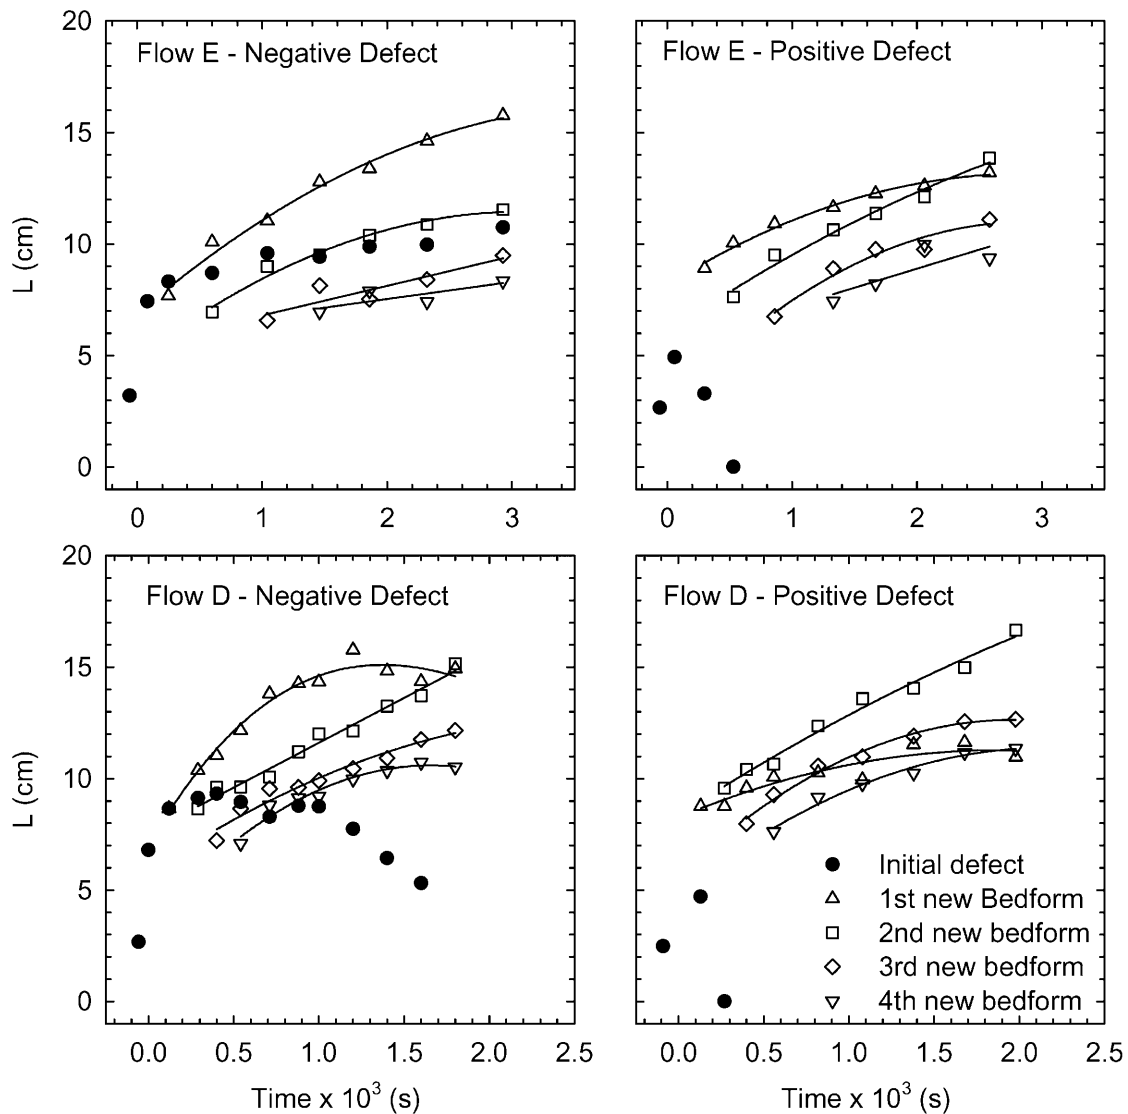 Flow E - Negative Defect
20
15
10
5
0
L (cm)
0 1 2 3
Flow E - Positive Defect
0 1 2 3
Flow D - Negative Defect
20
15
10
5
0
L (cm)
0.0 0.5 1.0 1.5 2.0 2.5
Time x 10³ (s)
Flow D - Positive Defect
Initial defect
1st new Bedform
2nd new bedform
3rd new bedform
4th new bedform
0.0 0.5 1.0 1.5 2.0 2.5
Time x 10³ (s)